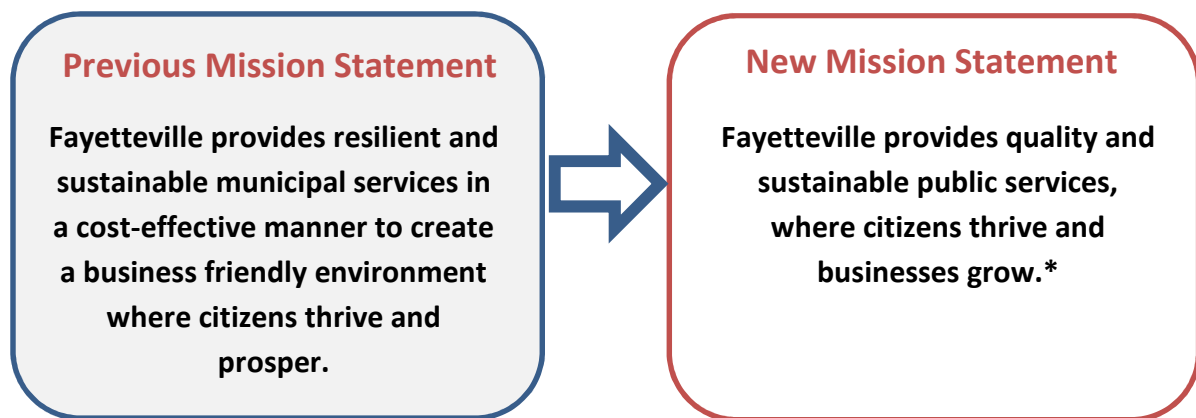 Previous Mission Statement
Fayetteville provides resilient and
sustainable municipal services in
a cost-effective manner to create
a business friendly environment
where citizens thrive and
prosper.
New Mission Statement
Fayetteville provides quality and
sustainable public services,
where citizens thrive and
businesses grow.*